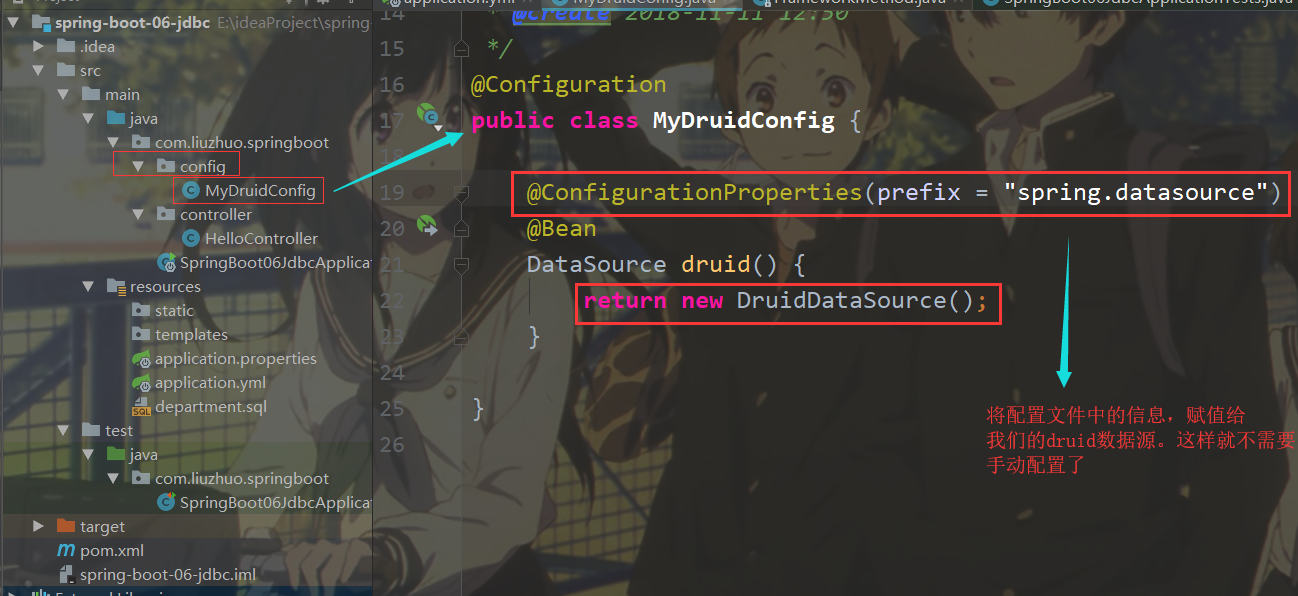 spring-boot-06-jdbc E:\ideaProject\spring-
.idea
src
main
java
com.liuzhuo.springboot
config
MyDruidConfig
controller
HelloController
SpringBoot06JdbcApplicat
resources
static
templates
application.properties
application.yml
department.sql
test
java
com.liuzhuo.springboot
SpringBoot06JdbcApplicat
target
pom.xml
spring-boot-06-jdbc.iml
application.yml
MyDruidConfig.java
FrameworkMethod.java
SpringBoot06JdbcApplicationTests.java
14 * @create 2018-11-11 12:50
15 */
16 @Configuration
17 public class MyDruidConfig {
18
19 @ConfigurationProperties(prefix = "spring.datasource")
20 @Bean
21 DataSource druid() {
22 return new DruidDataSource();
23 }
24
25 }
26
将配置文件中的信息，赋值给
我们的druid数据源。这样就不需要
手动配置了